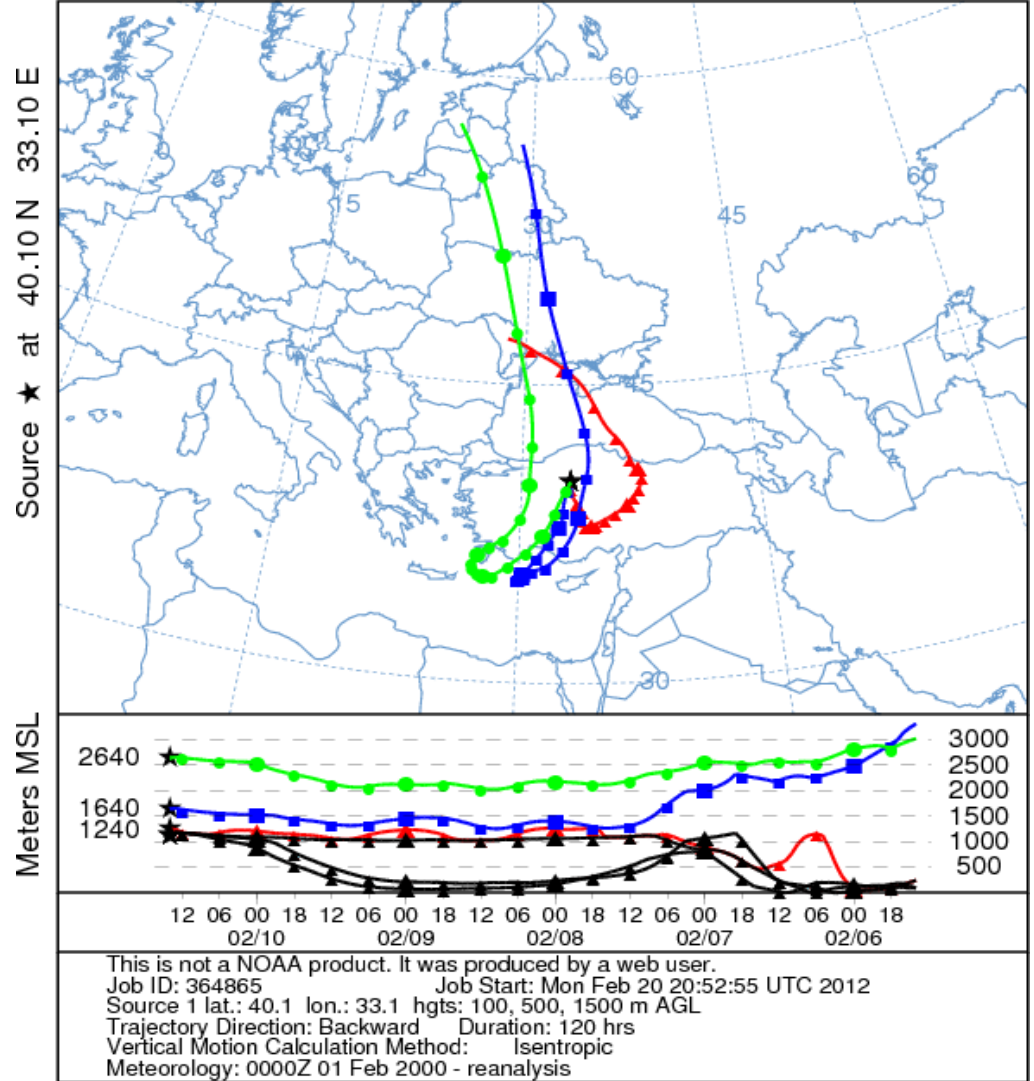 Source ★ at 40.10 N 33.10 E
60
0
15
30
45
60
45
30
Meters MSL
2640
1640
1240
3000
2500
2000
1500
1000
500
12 06 00 18 12 06 00 18 12 06 00 18 12 06 00 18 12 06 00 18
02/10 02/09 02/08 02/07 02/06
This is not a NOAA product. It was produced by a web user.
Job ID: 364865 Job Start: Mon Feb 20 20:52:55 UTC 2012
Source 1 lat.: 40.1 lon.: 33.1 hgts: 100, 500, 1500 m AGL
Trajectory Direction: Backward Duration: 120 hrs
Vertical Motion Calculation Method: Isentropic
Meteorology: 0000Z 01 Feb 2000 - reanalysis